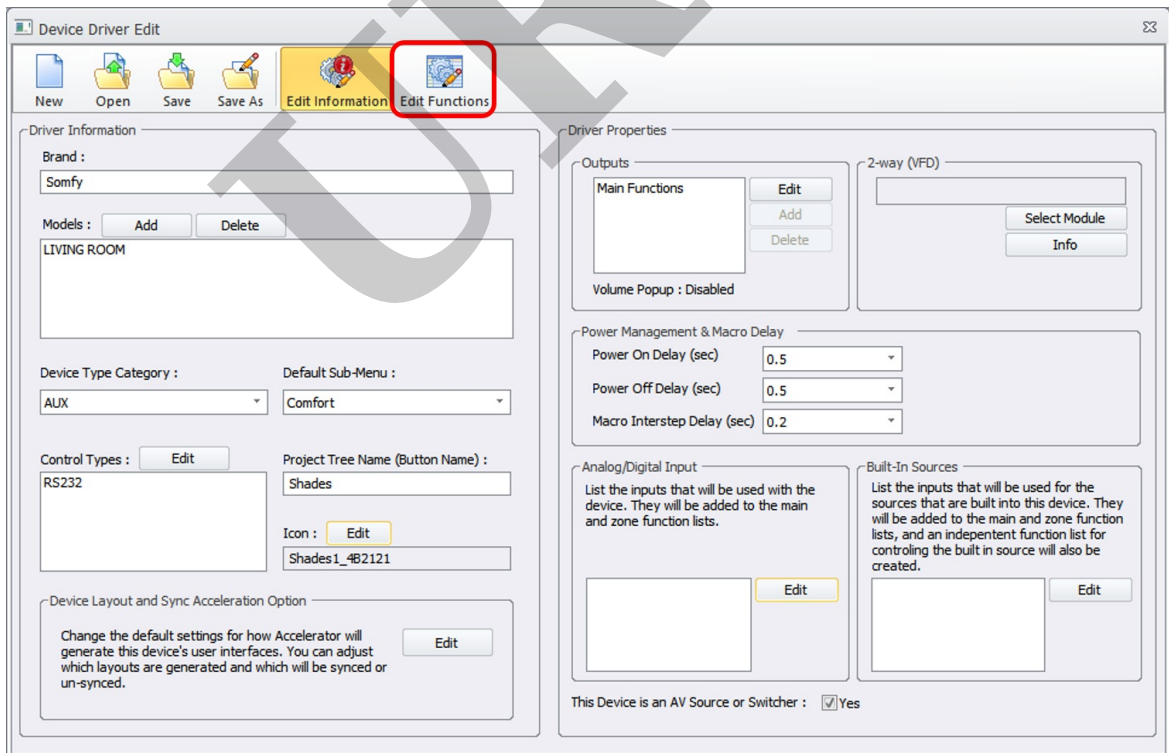 Device Driver Edit
New Open Save Save As Edit Information Edit Functions
Driver Information
Brand :
Somfy
Models : Add Delete
LIVING ROOM
Device Type Category : Default Sub-Menu :
AUX Comfort
Control Types : Edit Project Tree Name (Button Name) :
RS232 Shades
Icon : Edit
Shades1_4B2121
Device Layout and Sync Acceleration Option
Change the default settings for how Accelerator will
generate this device's user interfaces. You can adjust
which layouts are generated and which will be synced or
un-synced.
Edit
Driver Properties
Outputs
Main Functions
Edit
Add
Delete
Volume Popup : Disabled
2-way (VFD)
Select Module
Info
Power Management & Macro Delay
Power On Delay (sec) 0.5
Power Off Delay (sec) 0.5
Macro Interstep Delay (sec) 0.2
Analog/Digital Input
List the inputs that will be used with the
device. They will be added to the main
and zone function lists.
Edit
Built-In Sources
List the inputs that will be used for the
sources that are built into this device. They
will be added to the main and zone function
lists, and an indepentent function list for
controling the built in source will also be
created.
Edit
This Device is an AV Source or Switcher : Yes